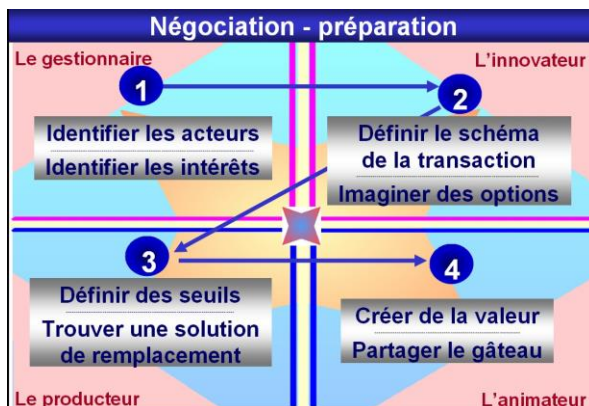 Négociation - préparation
Le gestionnaire
L'innovateur
1
2
Identifier les acteurs
Identifier les intérêts
Définir le schéma
de la transaction
Imaginer des options
3
4
Définir des seuils
Trouver une solution
de remplacement
Créer de la valeur
Partager le gâteau
Le producteur
L'animateur